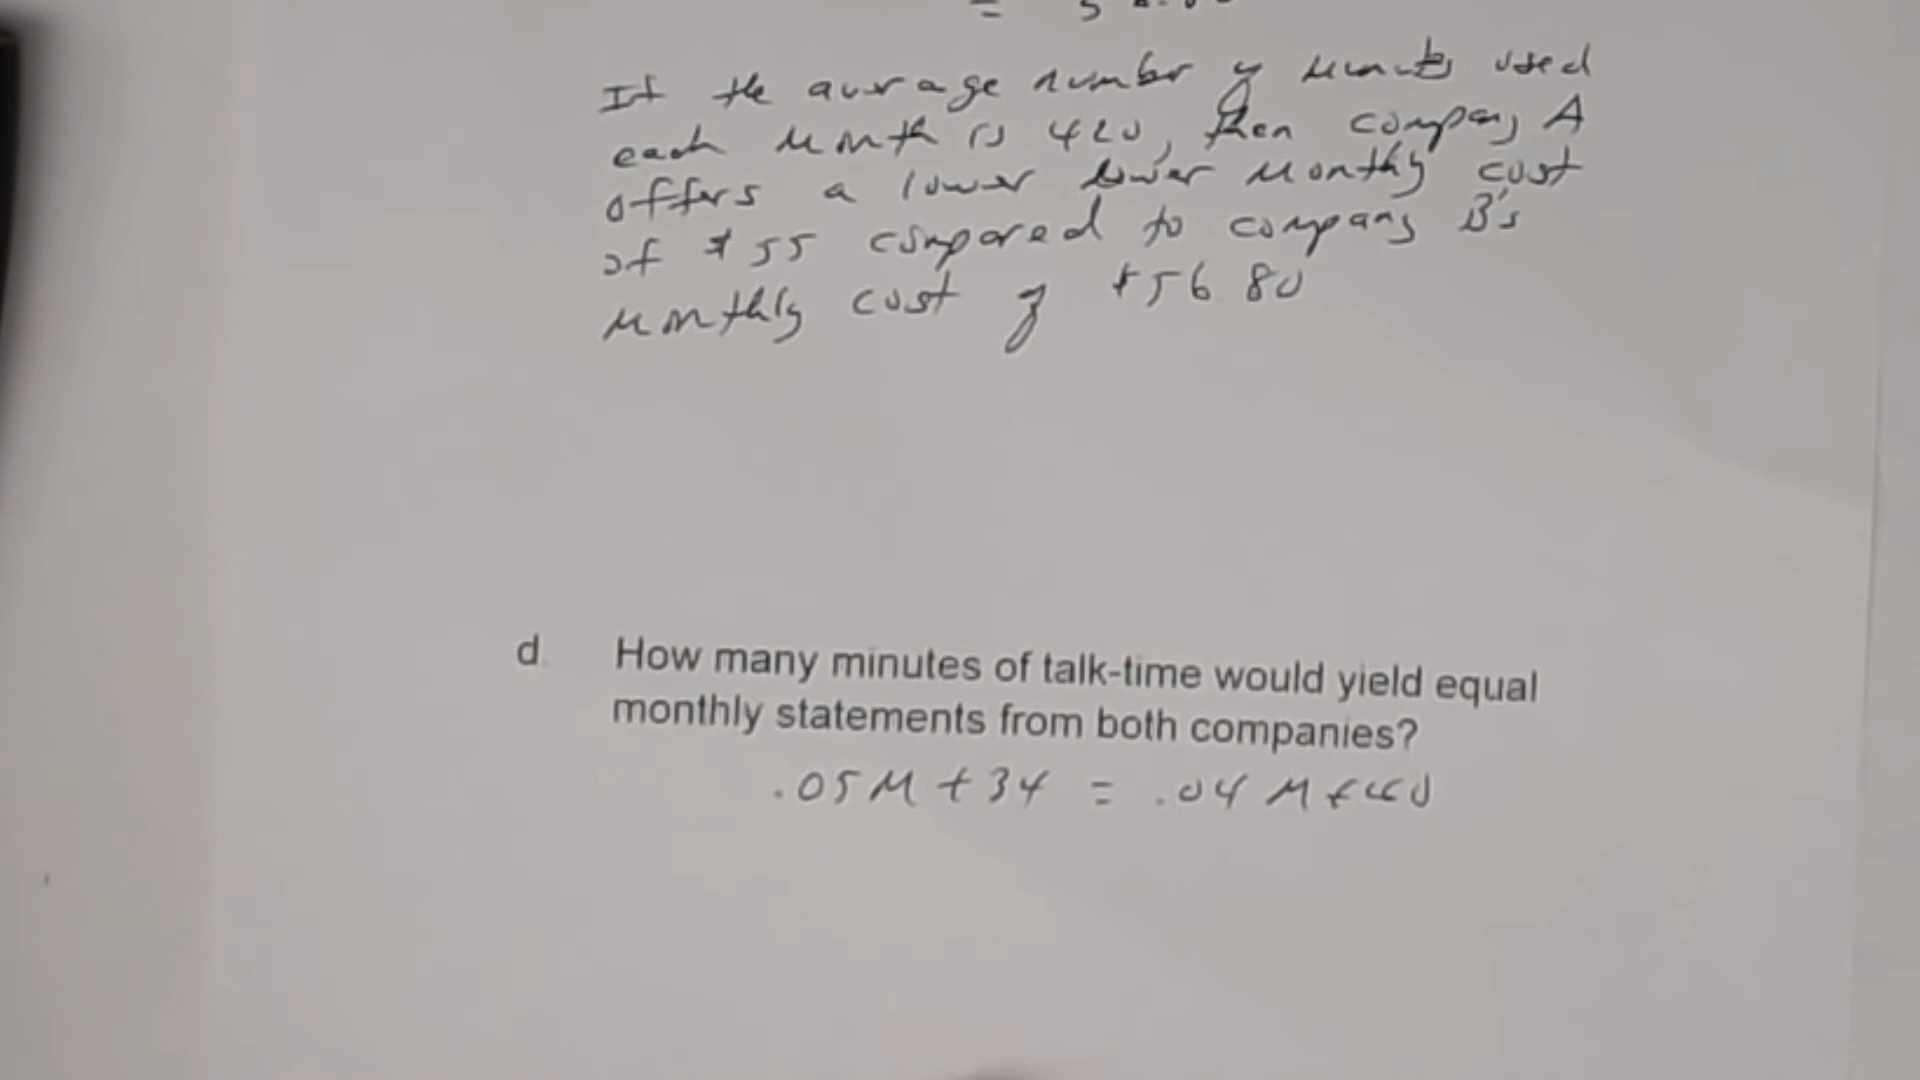 If the average number of minutes used
each month is 420, then company A
offers a lower lower monthly cost
of $55 compared to company B's
monthly cost of $56 80
d. How many minutes of talk-time would yield equal
monthly statements from both companies?
.05M + 34 = .04M + 40